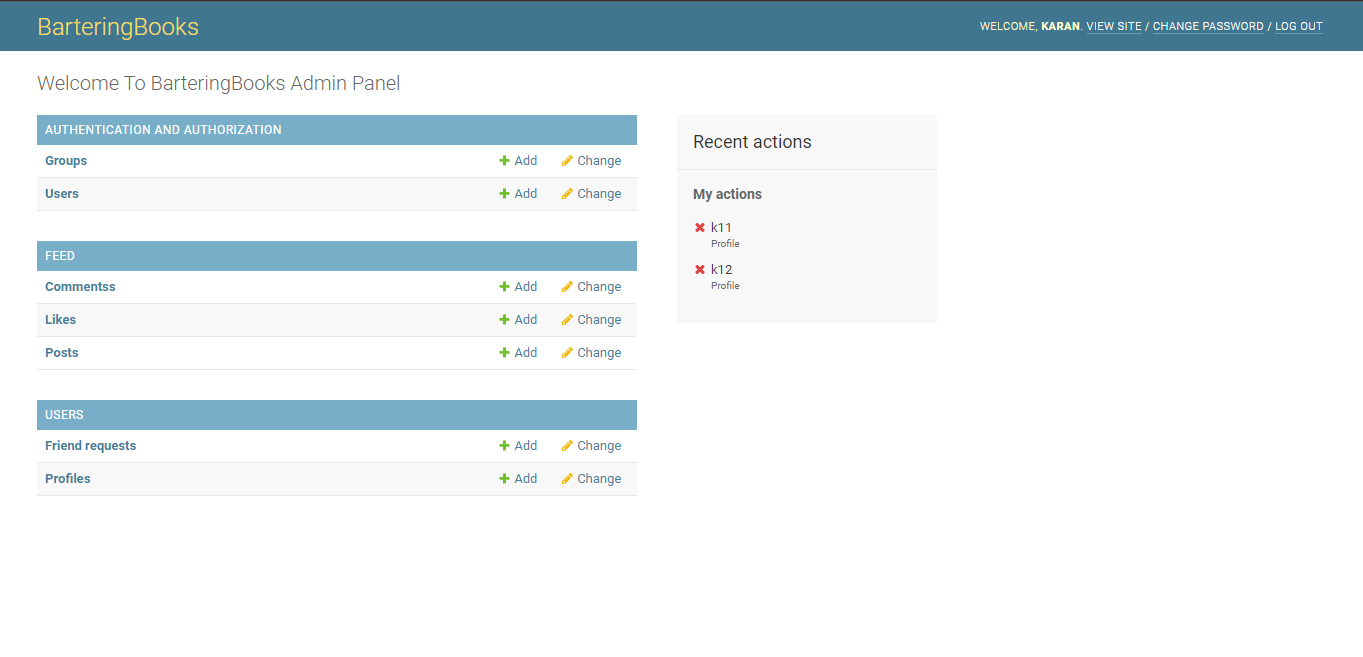 BarteringBooks
WELCOME, KARAN. VIEW SITE / CHANGE PASSWORD / LOG OUT
Welcome To BarteringBooks Admin Panel
AUTHENTICATION AND AUTHORIZATION
Groups Add Change
Users Add Change
FEED
Commentss Add Change
Likes Add Change
Posts Add Change
USERS
Friend requests Add Change
Profiles Add Change
Recent actions
My actions
k11
Profile
k12
Profile